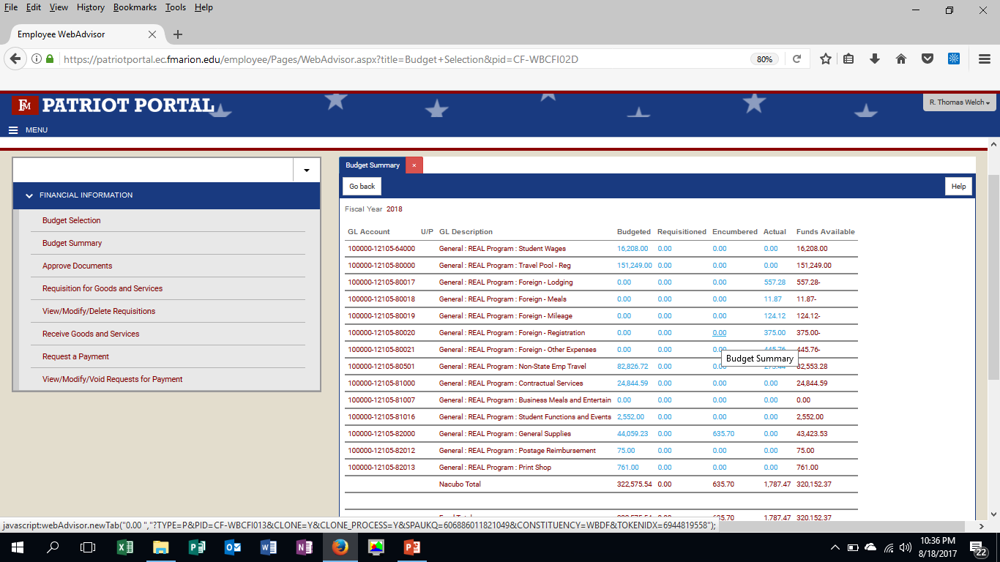 File Edit View History Bookmarks Tools Help
Employee WebAdvisor
https://patriotportal.ec.fmarion.edu/employee/Pages/WebAdvisor.aspx?title=Budget+Selection&pid=CF-WBCFI02D 80%
FM PATRIOT PORTAL
R. Thomas Welch
MENU
Budget Summary ×
Go back Help
FINANCIAL INFORMATION
Budget Selection
Budget Summary
Approve Documents
Requisition for Goods and Services
View/Modify/Delete Requisitions
Receive Goods and Services
Request a Payment
View/Modify/Void Requests for Payment
Fiscal Year 2018
GL Account U/P GL Description Budgeted Requisitioned Encumbered Actual Funds Available
100000-12105-64000 General : REAL Program : Student Wages 16,208.00 0.00 0.00 0.00 16,208.00
100000-12105-80000 General : REAL Program : Travel Pool - Reg 151,249.00 0.00 0.00 0.00 151,249.00
100000-12105-80017 General : REAL Program : Foreign - Lodging 0.00 0.00 0.00 557.28 557.28-
100000-12105-80018 General : REAL Program : Foreign - Meals 0.00 0.00 0.00 11.87 11.87-
100000-12105-80019 General : REAL Program : Foreign - Mileage 0.00 0.00 0.00 124.12 124.12-
100000-12105-80020 General : REAL Program : Foreign - Registration 0.00 0.00 0.00 375.00 375.00-
100000-12105-80021 General : REAL Program : Foreign - Other Expenses 0.00 0.00 0.00 445.76 445.76-
Budget Summary
100000-12105-80501 General : REAL Program : Non-State Emp Travel 82,826.72 0.00 0.00 273.44 82,553.28
100000-12105-81000 General : REAL Program : Contractual Services 24,844.59 0.00 0.00 0.00 24,844.59
100000-12105-81007 General : REAL Program : Business Meals and Entertain 0.00 0.00 0.00 0.00 0.00
100000-12105-81016 General : REAL Program : Student Functions and Events 2,552.00 0.00 0.00 0.00 2,552.00
100000-12105-82000 General : REAL Program : General Supplies 44,059.23 0.00 635.70 0.00 43,423.53
100000-12105-82012 General : REAL Program : Postage Reimbursement 75.00 0.00 0.00 0.00 75.00
100000-12105-82013 General : REAL Program : Print Shop 761.00 0.00 0.00 0.00 761.00
Nacubo Total 322,575.54 0.00 635.70 1,787.47 320,152.37
1,787.47 320,152.37
javascript:webAdvisor.newTab("0.00 ","?TYPE=P&PID=CF-WBCFI013&CLONE=Y&CLONE_PROCESS=Y&SPAUKQ=606886011821049&CONSTITUENCY=WBDF&TOKENIDX=6944819558");
10:36 PM
8/18/2017
22